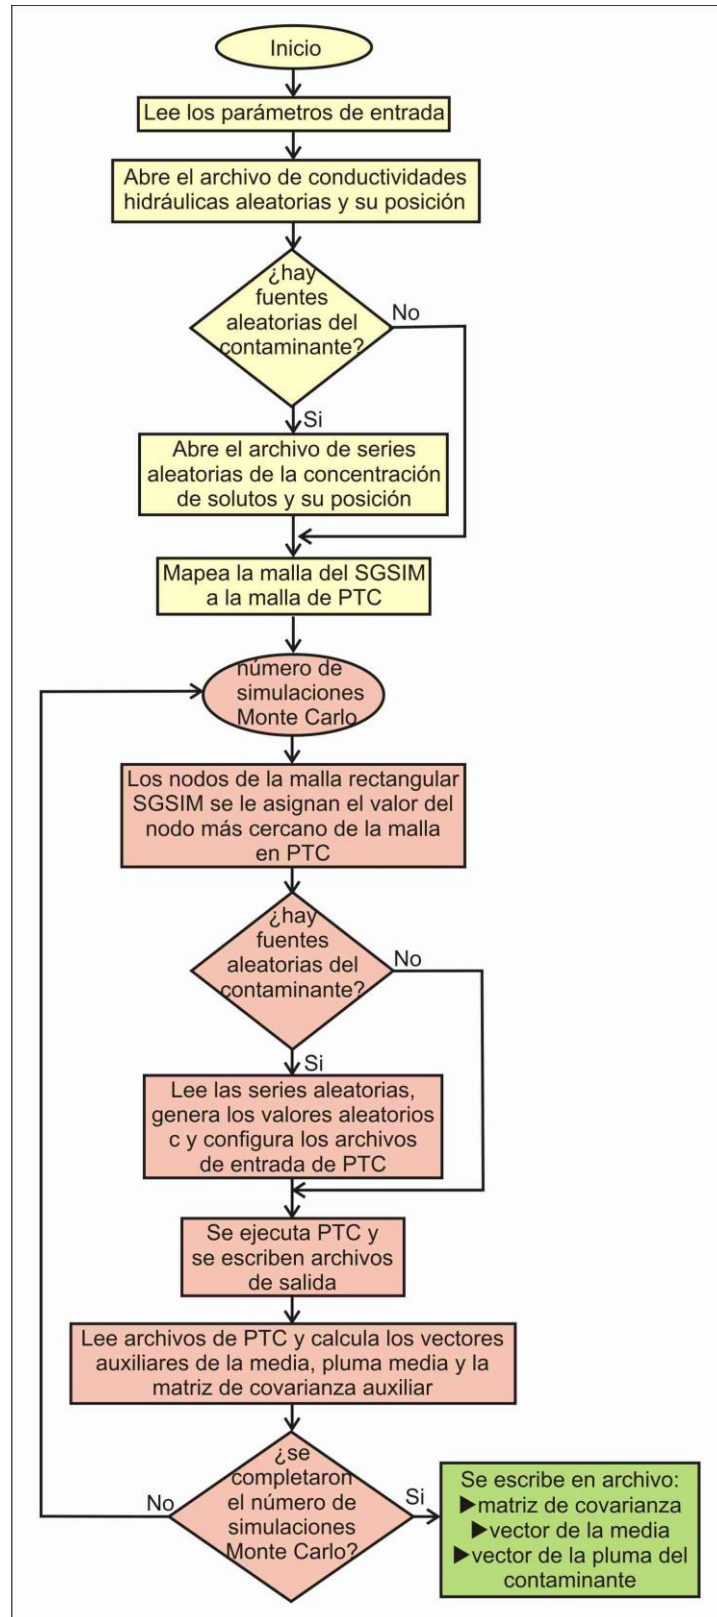 Inicio
Lee los parámetros de entrada
Abre el archivo de conductividades
hidráulicas aleatorias y su posición
¿hay
fuentes
aleatorias del
contaminante?
No
Si
Abre el archivo de series
aleatorias de la concentración
de solutos y su posición
Mapea la malla del SGSIM
a la malla de PTC
número de
simulaciones
Monte Carlo
Los nodos de la malla rectangular
SGSIM se le asignan el valor del
nodo más cercano de la malla
en PTC
¿hay
fuentes
aleatorias del
contaminante?
No
Si
Lee las series aleatorias,
genera los valores aleatorios
c y configura los archivos
de entrada de PTC
Se ejecuta PTC y
se escriben archivos
de salida
Lee archivos de PTC y calcula los vectores
auxiliares de la media, pluma media y la
matriz de covarianza auxiliar
¿se
completaron
el número de
simulaciones
Monte Carlo?
No
Si
Se escribe en archivo:
▶matriz de covarianza
▶vector de la media
▶vector de la pluma del
contaminante